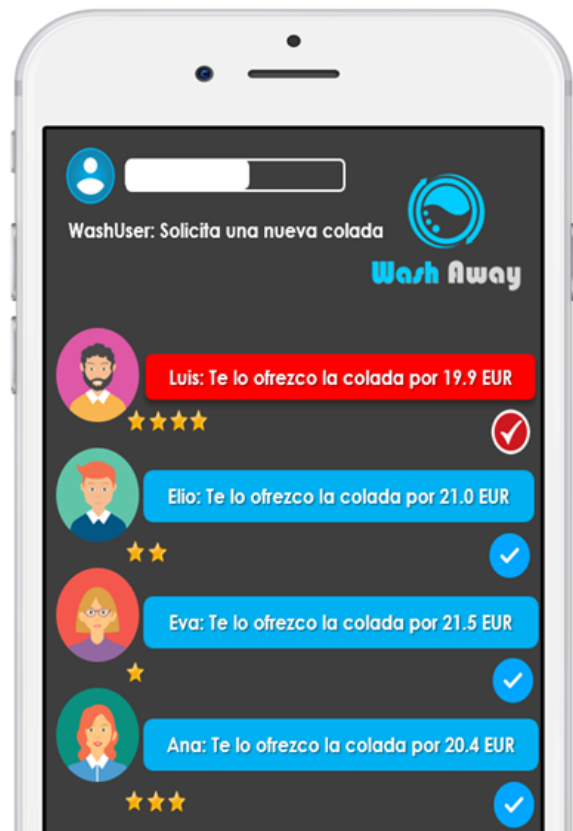 WashUser: Solicita una nueva colada
Wash Away
Luis: Te lo ofrezco la colada por 19.9 EUR
Elio: Te lo ofrezco la colada por 21.0 EUR
Eva: Te lo ofrezco la colada por 21.5 EUR
Ana: Te lo ofrezco la colada por 20.4 EUR